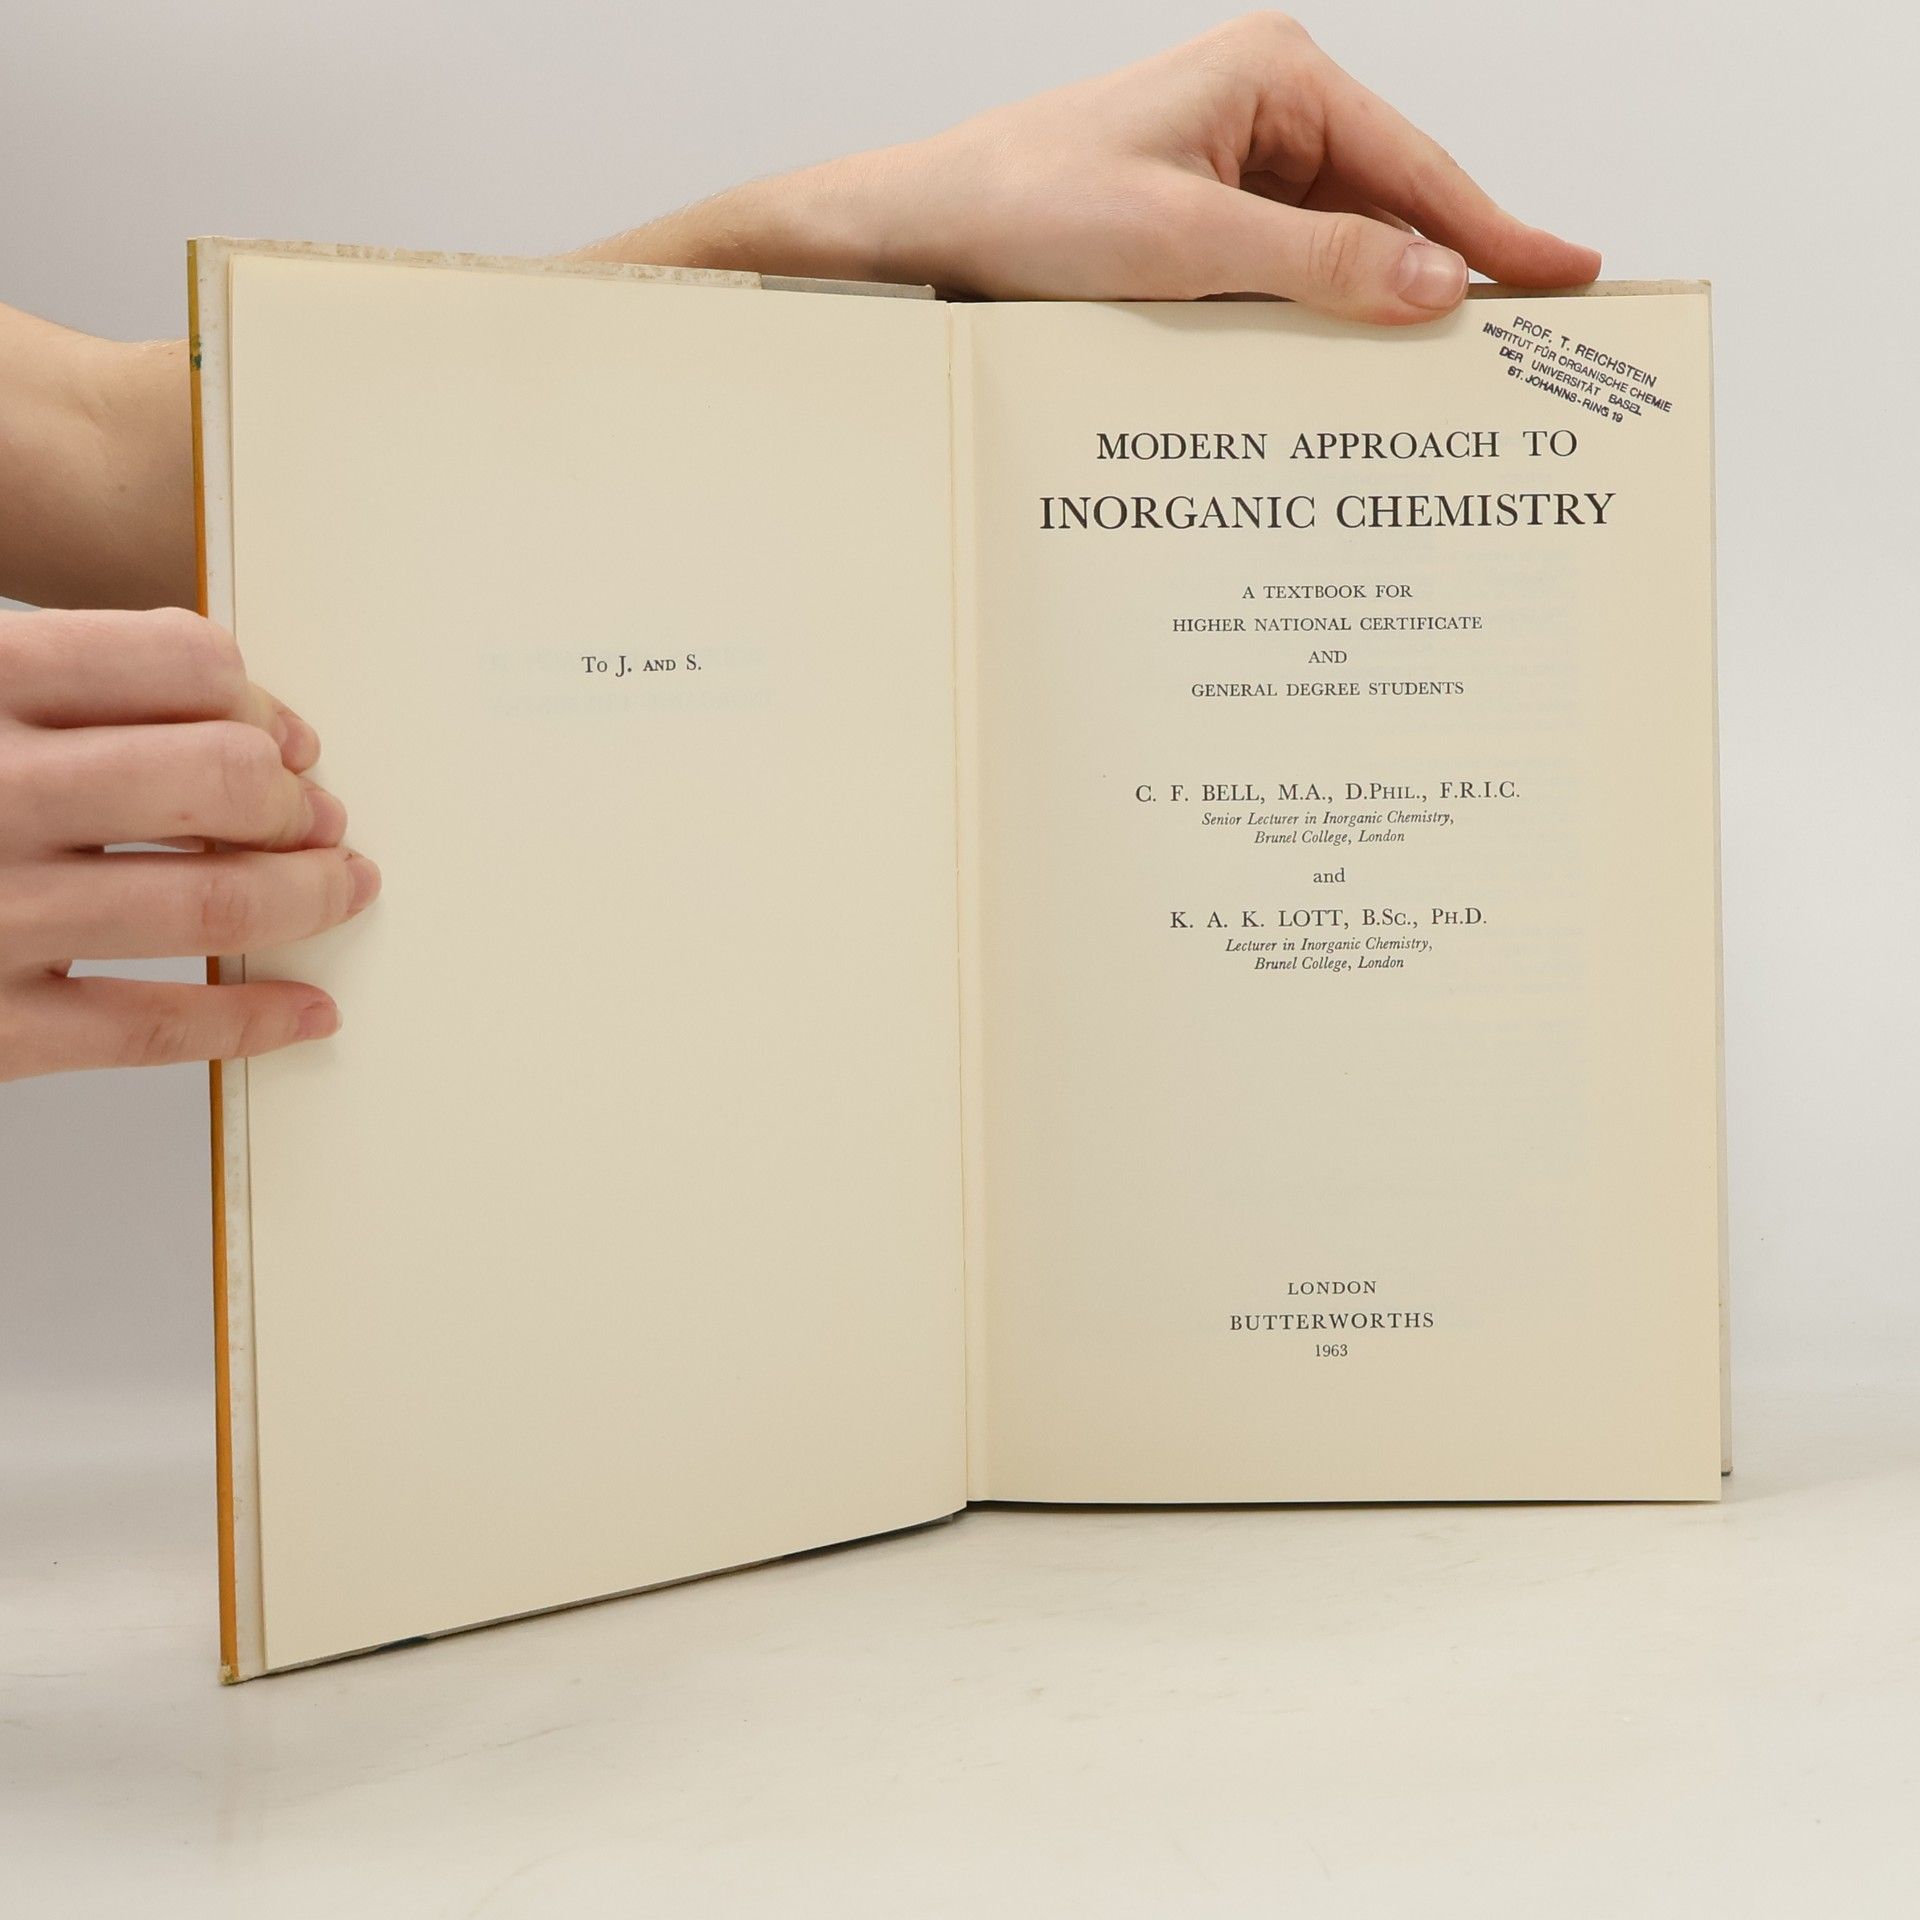 To J. AND S.
PROF. T. REICHSTEIN
INSTITUT FÜR ORGANISCHE CHEMIE
DER UNIVERSITÄT BASEL
ST. JOHANNS-RING 19
MODERN APPROACH TO
INORGANIC CHEMISTRY
A TEXTBOOK FOR
HIGHER NATIONAL CERTIFICATE
AND
GENERAL DEGREE STUDENTS
C. F. BELL, M.A., D.PHIL., F.R.I.C.
Senior Lecturer in Inorganic Chemistry,
Brunel College, London
and
K. A. K. LOTT, B.SC., PH.D.
Lecturer in Inorganic Chemistry,
Brunel College, London
LONDON
BUTTERWORTHS
1963